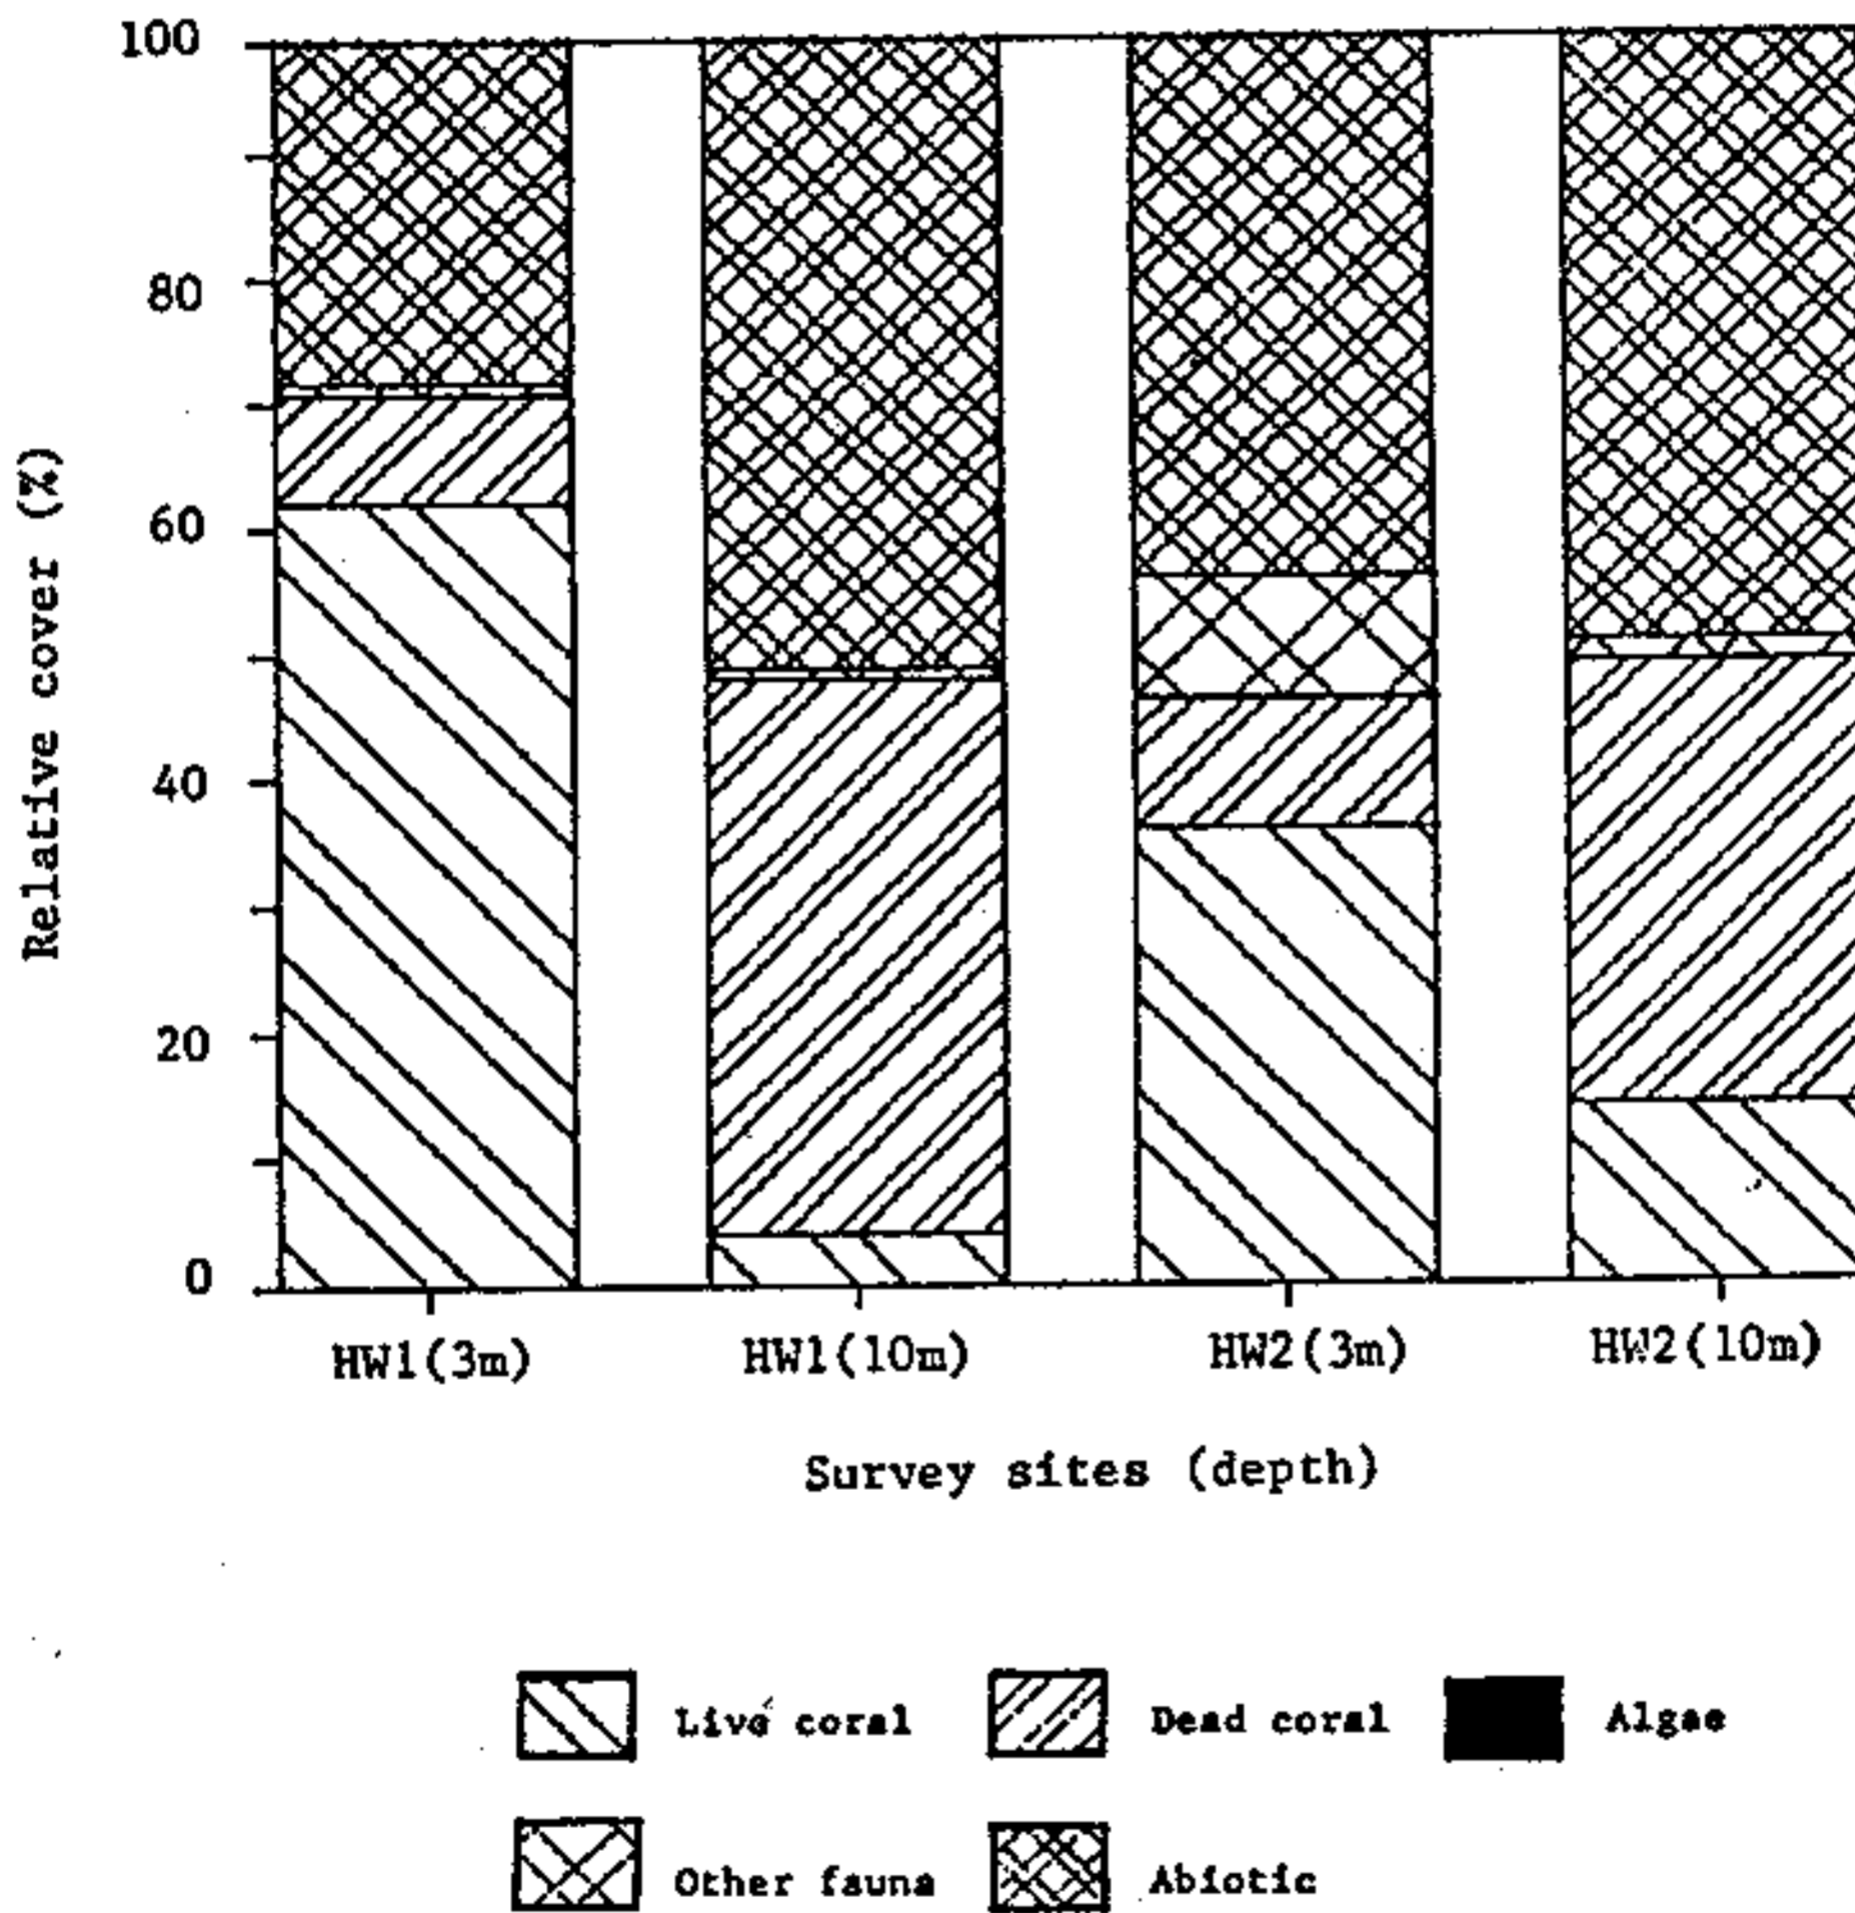 100
80
60
40
20
0
Relative cover (%)
HW1(3m) HW1(10m) HW2(3m) HW2(10m)
Survey sites (depth)
Live coral Dead coral Algae
Other fauna Abiotic